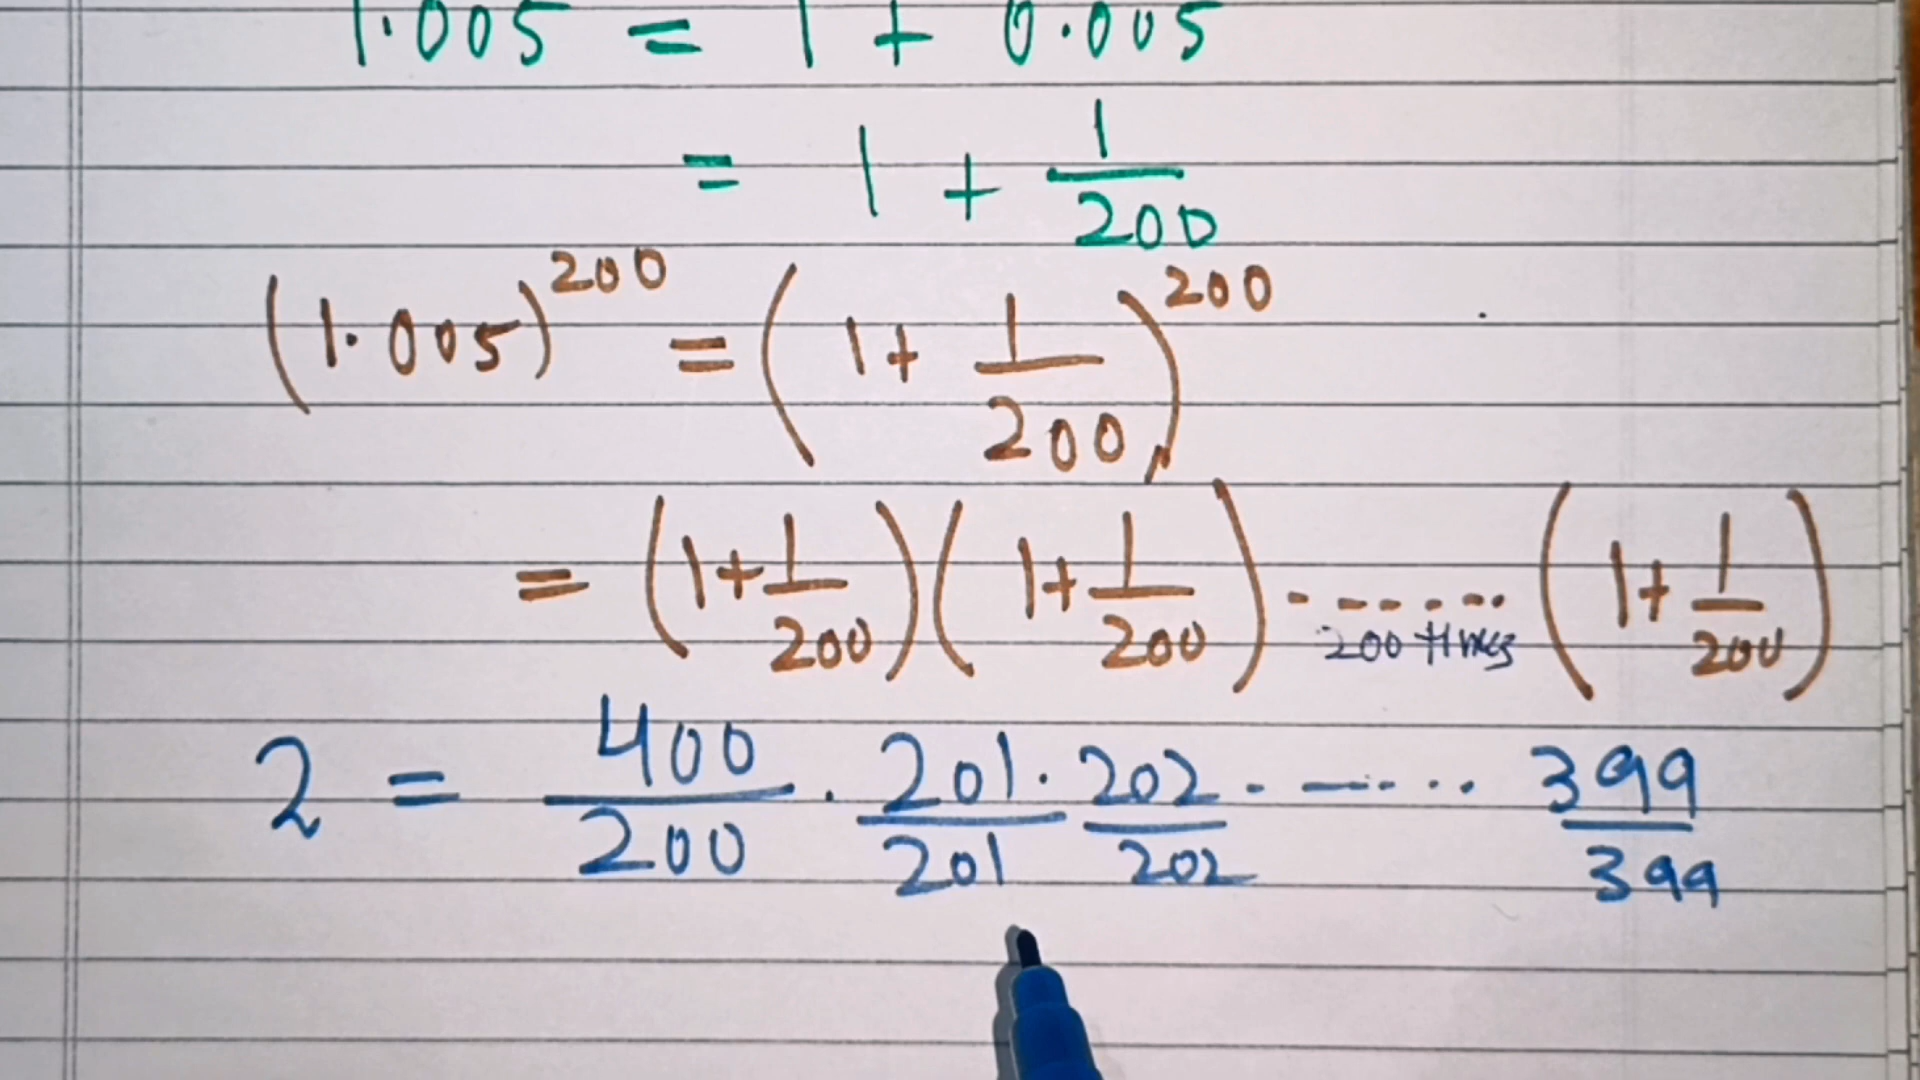 1.005 = 1 + 0.005
= 1 + 1/200
(1.005)^200 = (1 + 1/200)^200
= (1 + 1/200)(1 + 1/200) ------ 200 times (1 + 1/200)
2 = 400/200 . 201/201 . 202/202 . ---- .. 399/399